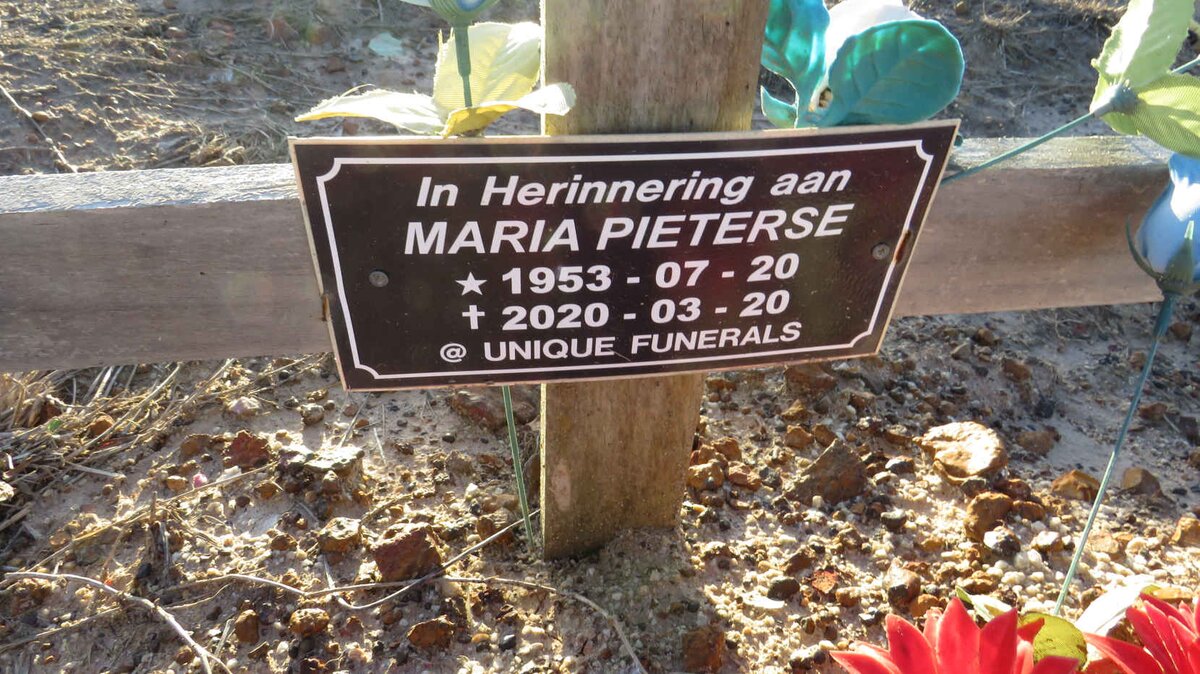 In Herinnering aan
MARIA PIETERSE
★ 1953 - 07 - 20
✝ 2020 - 03 - 20
@ UNIQUE FUNERALS